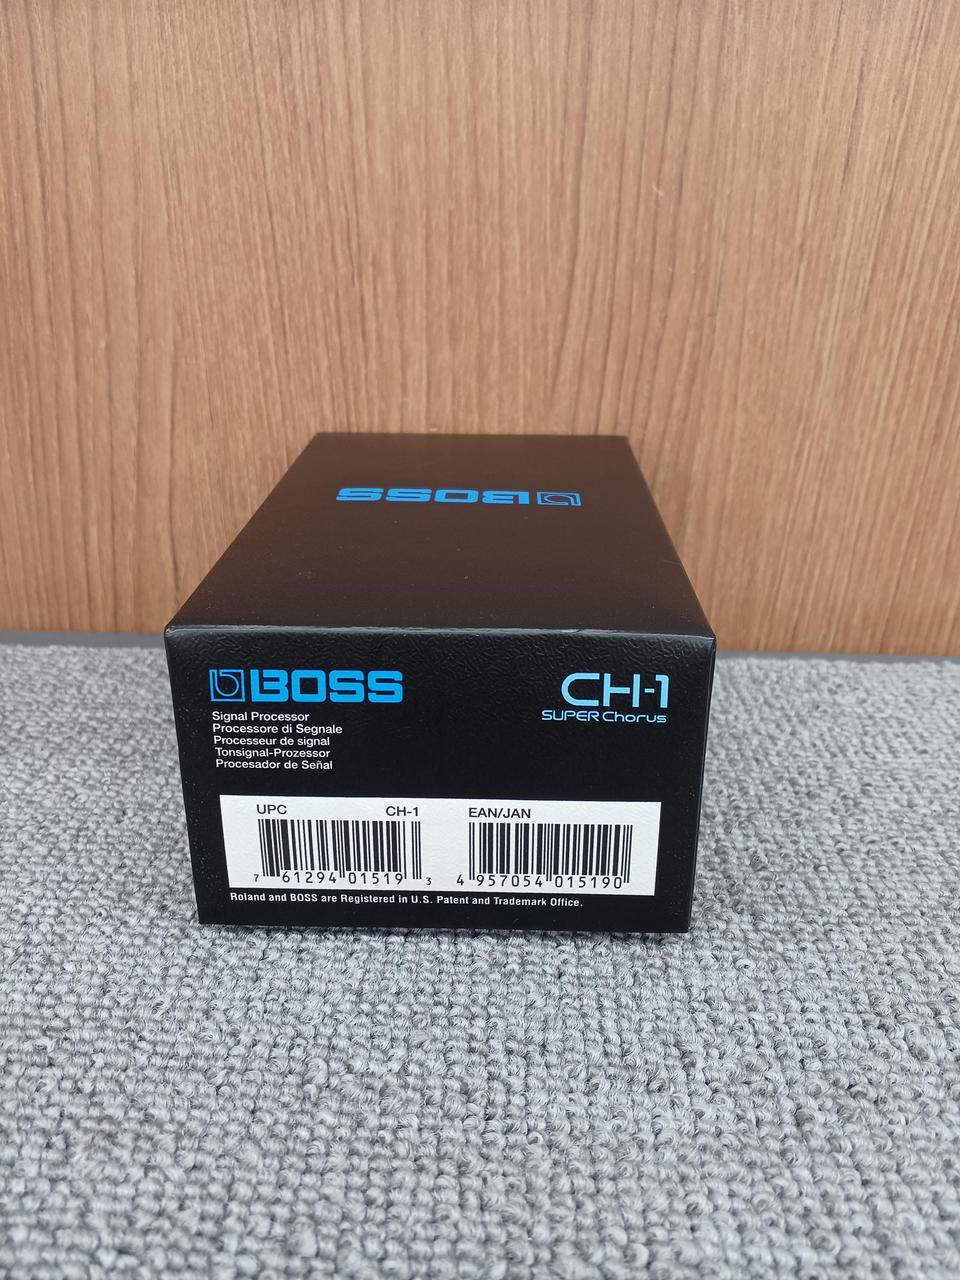 BOSS
BOSS
CH-1
SUPER Chorus
Signal Processor
Processore di Segnale
Processeur de signal
Tonsignal-Prozessor
Procesador de Señal
UPC CH-1 EAN/JAN
7 61294 01519 3 4 957054 015190
Roland and BOSS are Registered in U.S. Patent and Trademark Office.